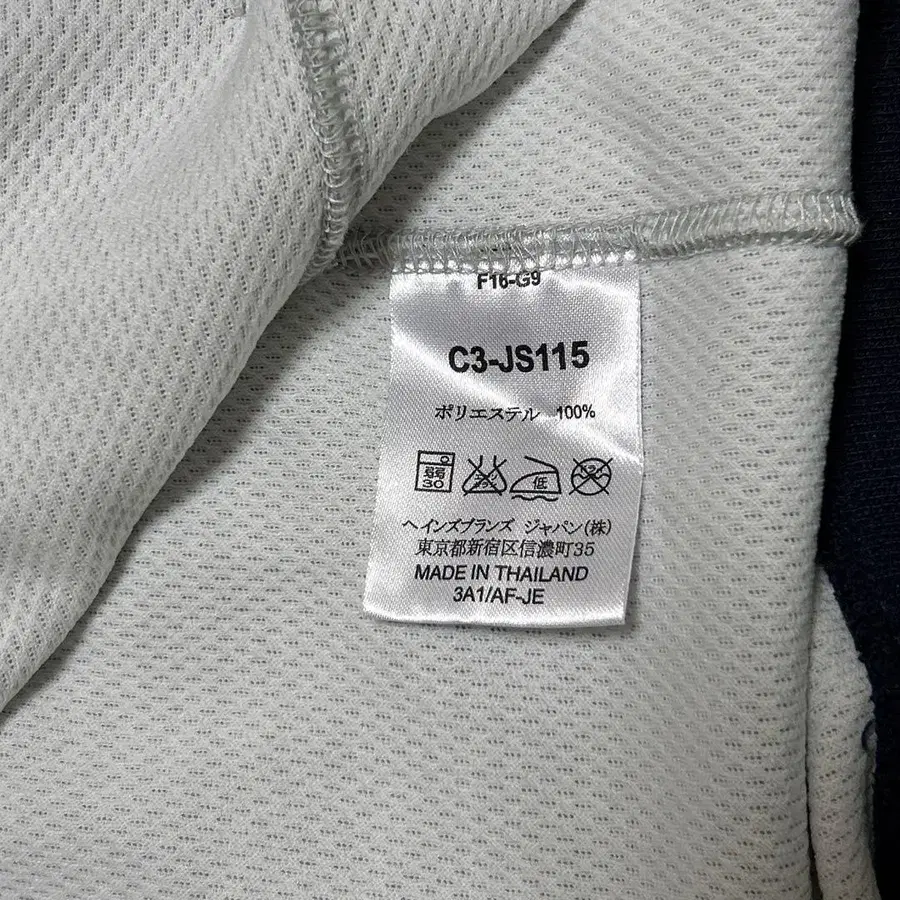 F16-G9
C3-JS115
ポリエステル 100%
弱
30
低
ヘインズブランズ ジャパン(株)
東京都新宿区信濃町35
MADE IN THAILAND
3A1/AF-JE